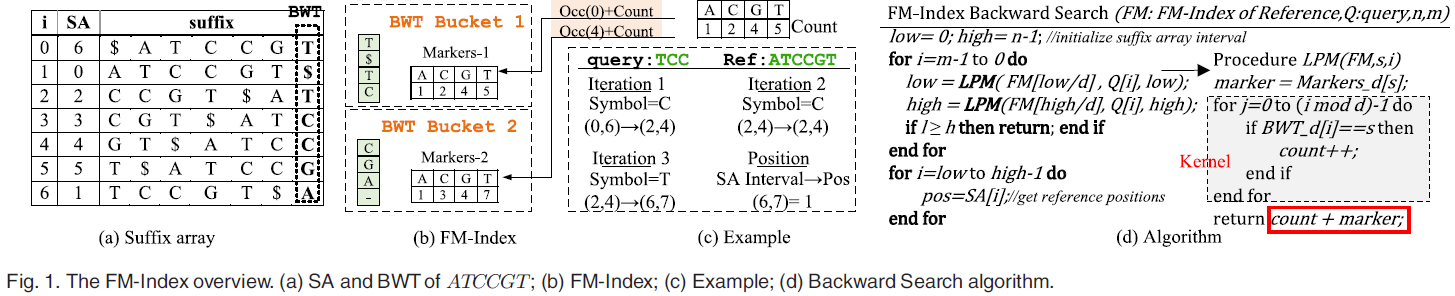 i SA suffix BWT
0 6 $ A T C C G T
1 0 A T C C G T $
2 2 C C G T $ A T
3 3 C G T $ A T C
4 4 G T $ A T C C
5 5 T $ A T C C G
6 1 T C C G T $ A
(a) Suffix array
BWT Bucket 1
T
$
T
C
Markers-1
A C G T
1 2 4 5
BWT Bucket 2
C
G
A
-
Markers-2
A C G T
1 3 4 7
(b) FM-Index
Occ(0)+Count
Occ(4)+Count
A C G T
1 2 4 5
Count
query:TCC Ref:ATCCGT
Iteration 1
Symbol=C
(0,6)→(2,4)
Iteration 2
Symbol=C
(2,4)→(2,4)
Iteration 3
Symbol=T
(2,4)→(6,7)
Position
SA Interval→Pos
(6,7)= 1
(c) Example
FM-Index Backward Search (FM: FM-Index of Reference,Q:query,n,m)
low= 0; high= n-1; //initialize suffix array interval
for i=m-1 to 0 do
low = LPM( FM[low/d] , Q[i], low);
high = LPM(FM[high/d], Q[i], high);
if l ≥ h then return; end if
end for
for i=low to high-1 do
pos=SA[i];//get reference positions
end for
Procedure LPM(FM,s,i)
marker = Markers_d[s];
for j=0 to (i mod d)-1 do
if BWT_d[i]==s then
count++;
Kernel
end if
end for
return count + marker;
(d) Algorithm
Fig. 1. The FM-Index overview. (a) SA and BWT of ATCCGT; (b) FM-Index; (c) Example; (d) Backward Search algorithm.